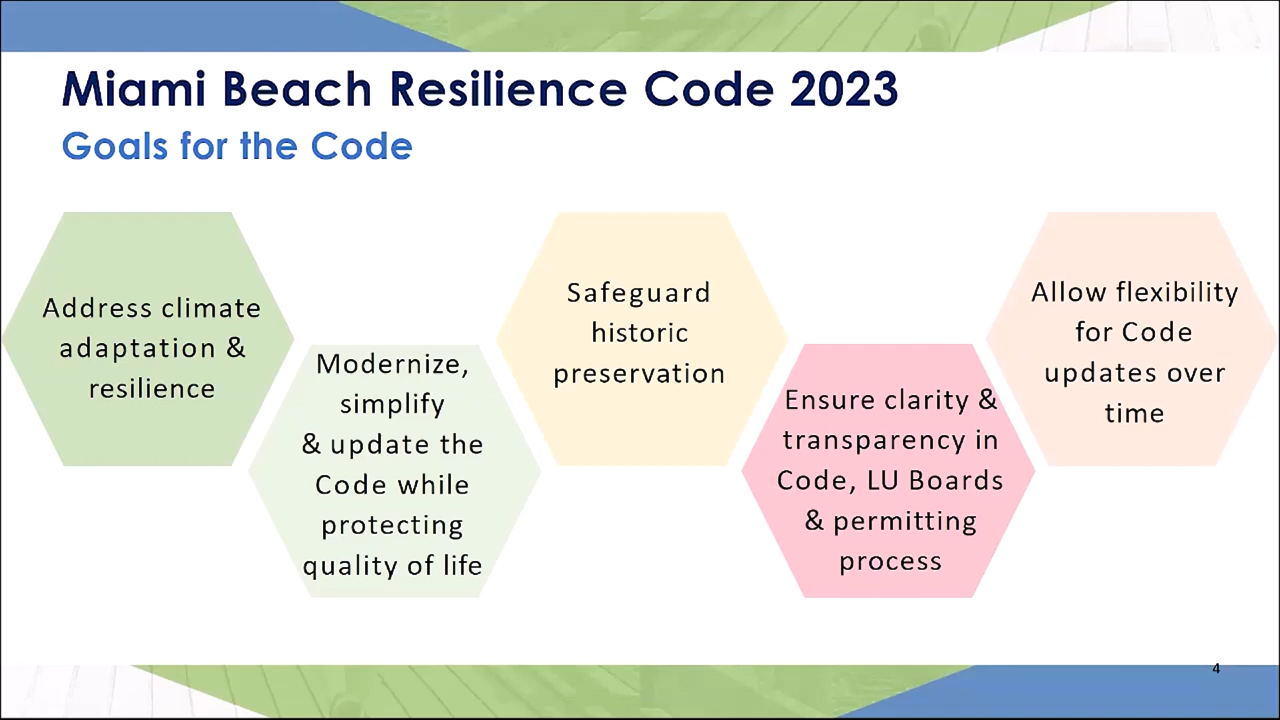 Miami Beach Resilience Code 2023
Goals for the Code
Address climate
adaptation &
resilience
Modernize,
simplify
& update the
Code while
protecting
quality of life
Safeguard
historic
preservation
Ensure clarity &
transparency in
Code, LU Boards
& permitting
process
Allow flexibility
for Code
updates over
time
4